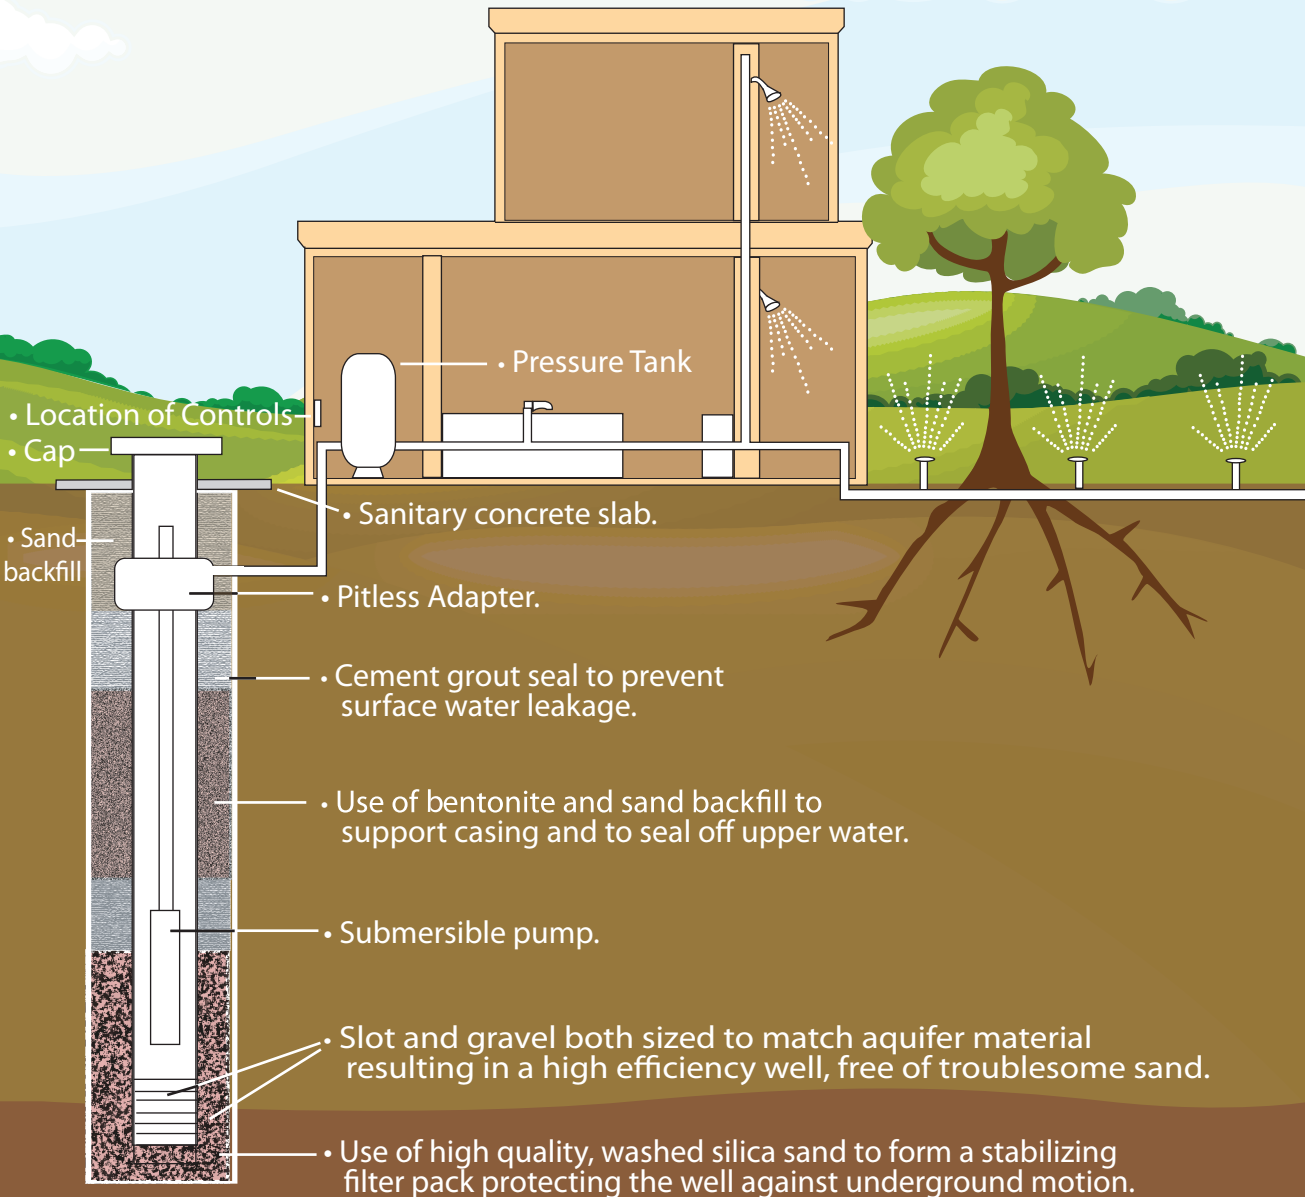 • Pressure Tank
• Location of Controls
• Cap
• Sanitary concrete slab.
• Sand
backfill
• Pitless Adapter.
• Cement grout seal to prevent
surface water leakage.
• Use of bentonite and sand backfill to
support casing and to seal off upper water.
• Submersible pump.
• Slot and gravel both sized to match aquifer material
resulting in a high efficiency well, free of troublesome sand.
• Use of high quality, washed silica sand to form a stabilizing
filter pack protecting the well against underground motion.